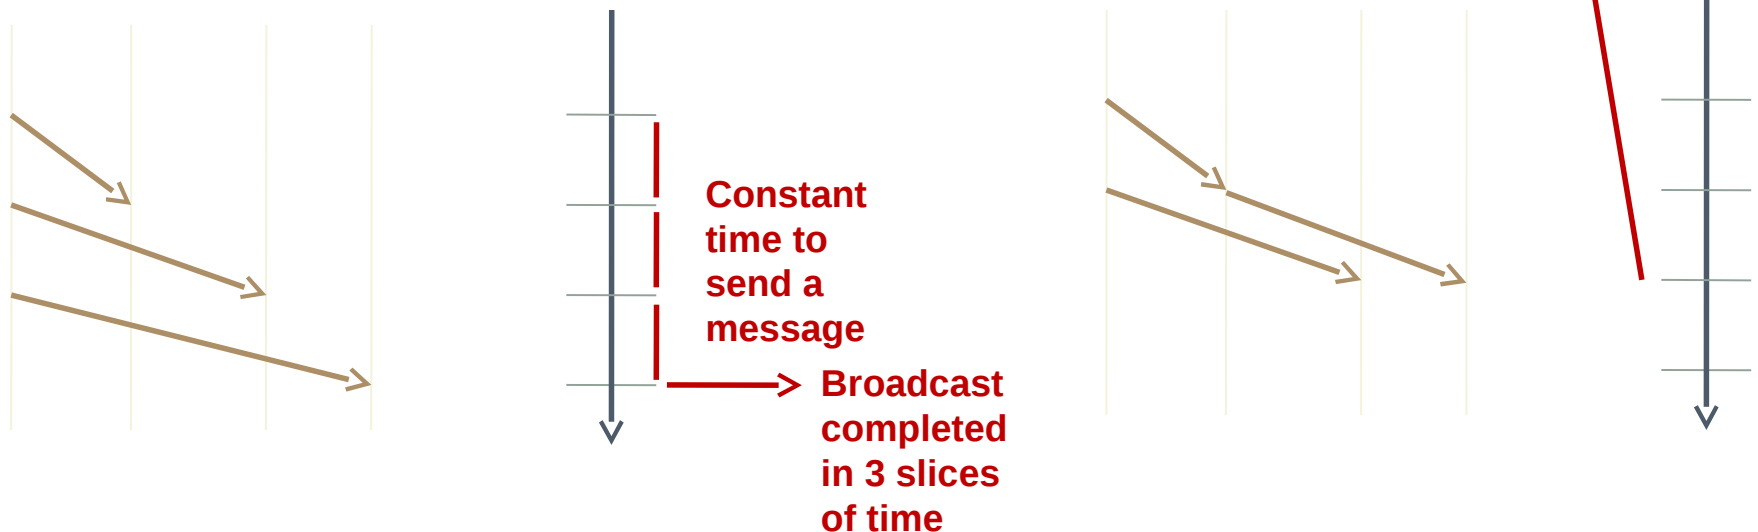 Constant
time to
send a
message
Broadcast
completed
in 3 slices
of time